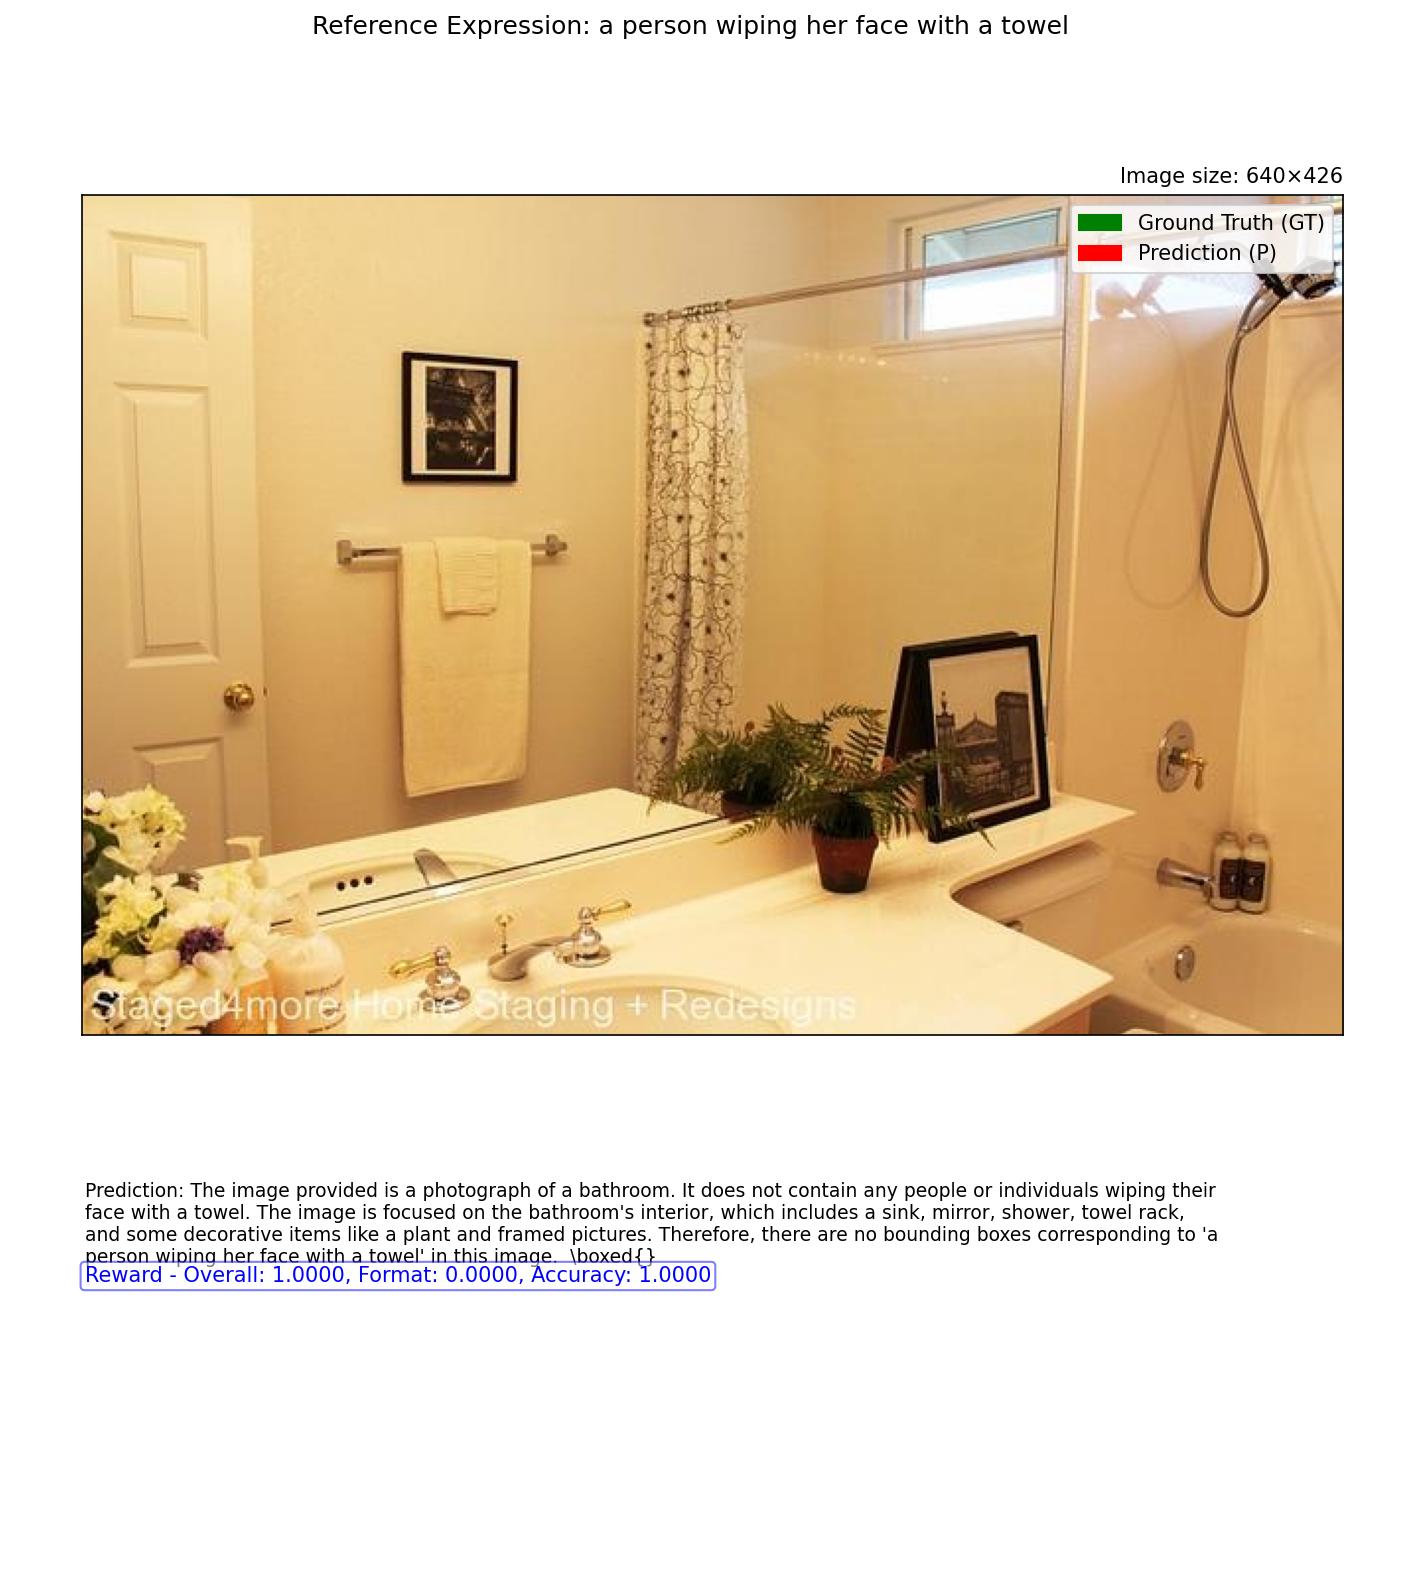 Reference Expression: a person wiping her face with a towel
Image size: 640×426
Ground Truth (GT)
Prediction (P)
Staged4more Home Staging + Redesigns
Prediction: The image provided is a photograph of a bathroom. It does not contain any people or individuals wiping their
face with a towel. The image is focused on the bathroom's interior, which includes a sink, mirror, shower, towel rack,
and some decorative items like a plant and framed pictures. Therefore, there are no bounding boxes corresponding to 'a
person wiping her face with a towel' in this image.  \boxed{}
Reward - Overall: 1.0000, Format: 0.0000, Accuracy: 1.0000